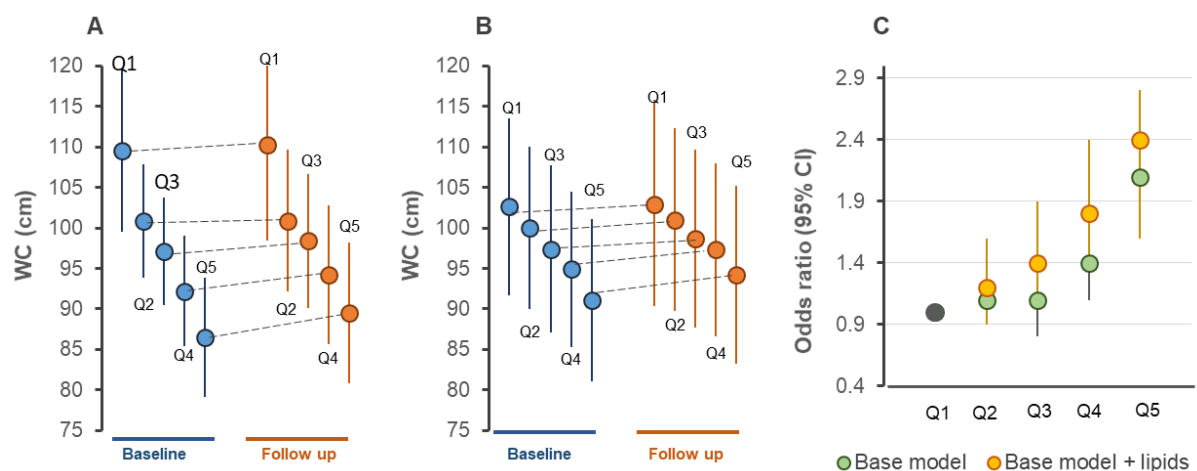 A
WC (cm)
120
115
110
105
100
95
90
85
80
75
Q1
Q3
Q2
Q5
Q4
Q1
Q3
Q5
Q2
Q4
Baseline
Follow up
B
WC (cm)
120
115
110
105
100
95
90
85
80
75
Q1
Q3
Q5
Q2
Q4
Q1
Q3
Q5
Q2
Q4
Baseline
Follow up
C
Odds ratio (95% CI)
2.9
2.4
1.9
1.4
0.9
0.4
Q1 Q2 Q3 Q4 Q5
Base model Base model + lipids